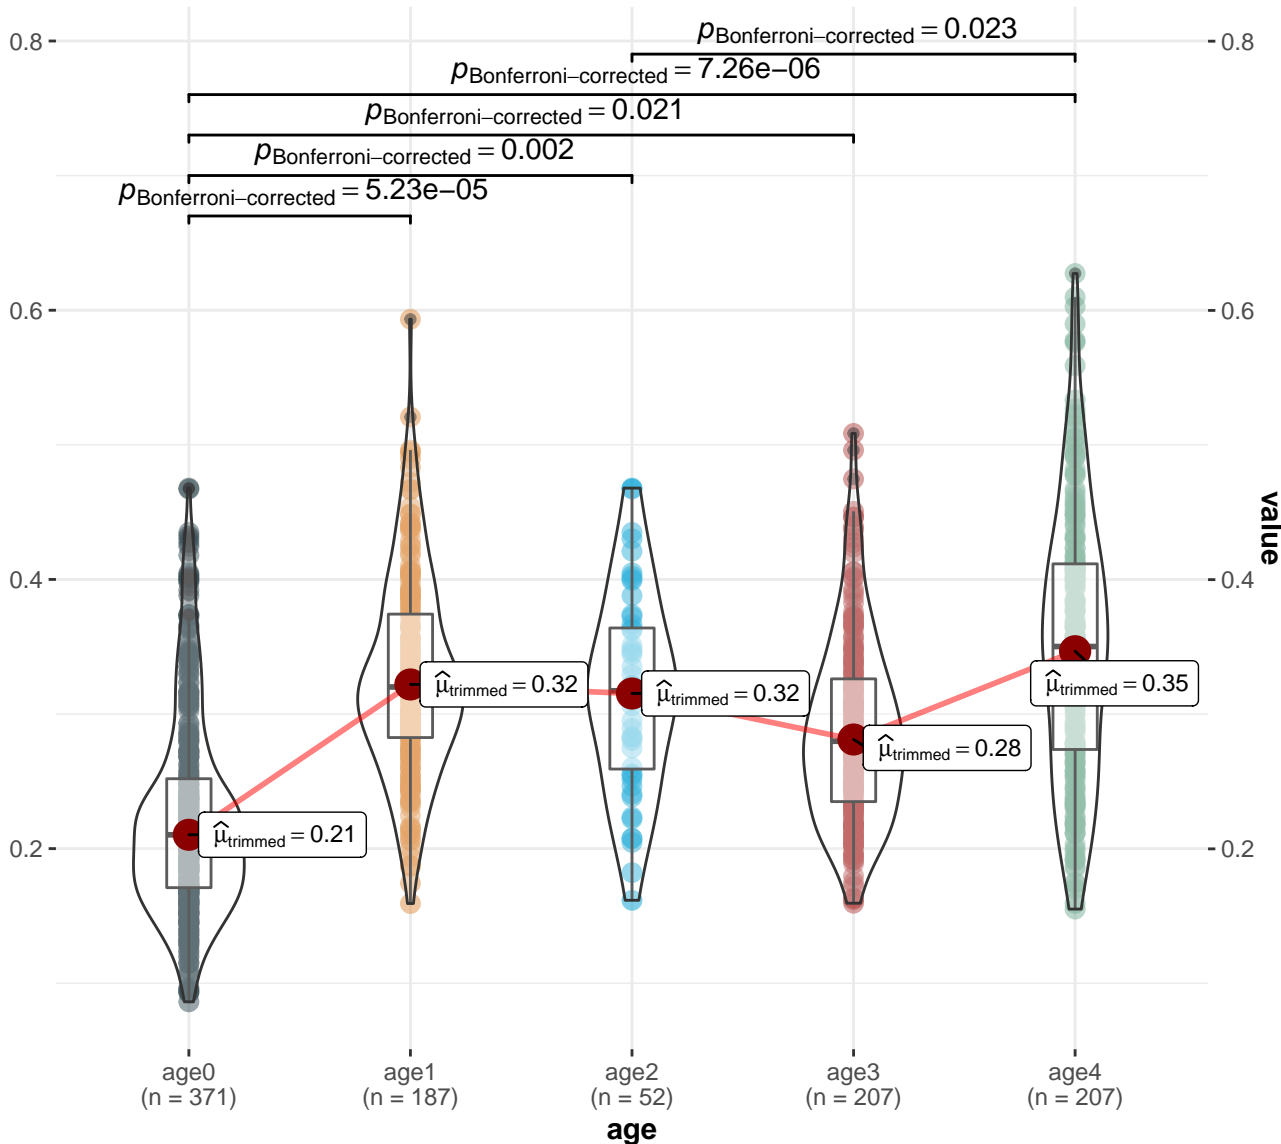 0.8
0.8
pBonferroni−corrected = 0.023
pBonferroni−corrected = 7.26e−06
pBonferroni−corrected = 0.021
pBonferroni−corrected = 0.002
pBonferroni−corrected = 5.23e−05
0.6
0.6
0.4
0.4
value
μ̂trimmed = 0.32
μ̂trimmed = 0.32
μ̂trimmed = 0.35
μ̂trimmed = 0.28
μ̂trimmed = 0.21
0.2
0.2
age0
(n = 371)
age1
(n = 187)
age2
(n = 52)
age3
(n = 207)
age4
(n = 207)
age